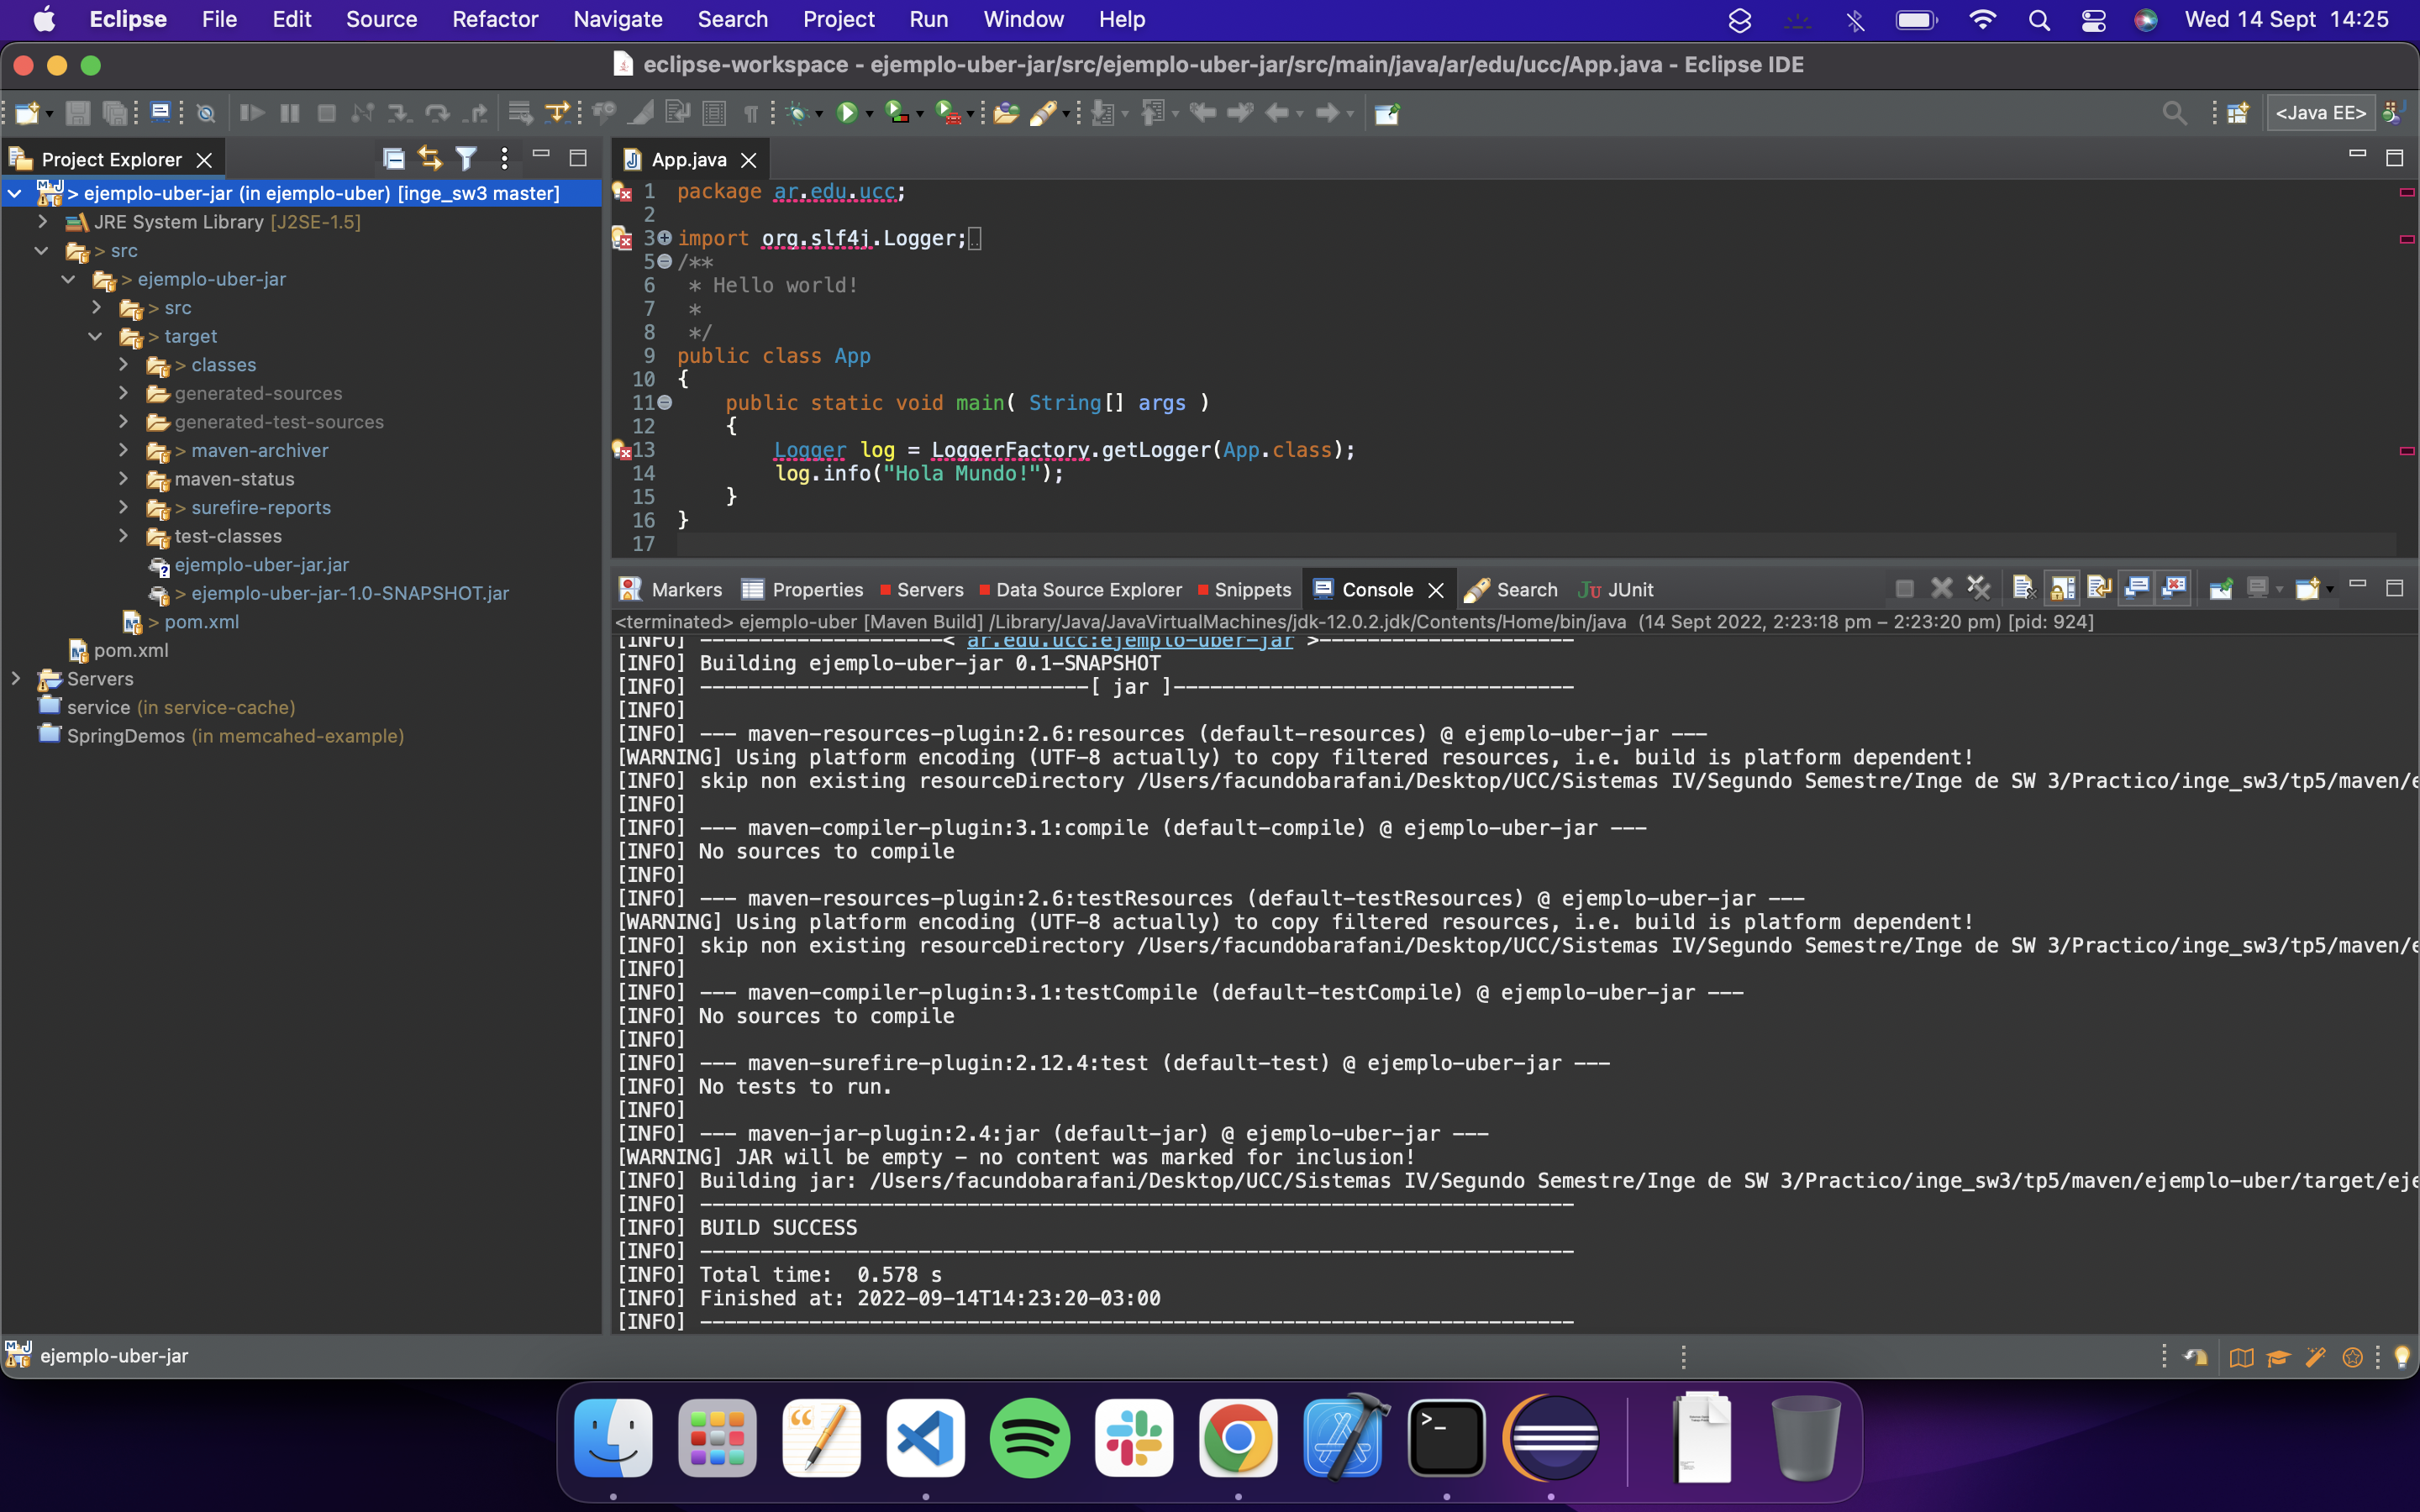 Eclipse File Edit Source Refactor Navigate Search Project Run Window Help Wed 14 Sept 14:25
eclipse-workspace - ejemplo-uber-jar/src/ejemplo-uber-jar/src/main/java/ar/edu/ucc/App.java - Eclipse IDE
<Java EE>
Project Explorer
> ejemplo-uber-jar (in ejemplo-uber) [inge_sw3 master]
JRE System Library [J2SE-1.5]
> src
> ejemplo-uber-jar
> src
> target
> classes
generated-sources
generated-test-sources
> maven-archiver
maven-status
> surefire-reports
test-classes
ejemplo-uber-jar.jar
> ejemplo-uber-jar-1.0-SNAPSHOT.jar
> pom.xml
pom.xml
Servers
service (in service-cache)
SpringDemos (in memcahed-example)
App.java
1 package ar.edu.ucc;
2
3 import org.slf4j.Logger;
5 /**
6 * Hello world!
7 *
8 */
9 public class App
10 {
11 public static void main( String[] args )
12 {
13 Logger log = LoggerFactory.getLogger(App.class);
14 log.info("Hola Mundo!");
15 }
16 }
17
Markers Properties Servers Data Source Explorer Snippets Console Search JUnit
<terminated> ejemplo-uber [Maven Build] /Library/Java/JavaVirtualMachines/jdk-12.0.2.jdk/Contents/Home/bin/java (14 Sept 2022, 2:23:18 pm – 2:23:20 pm) [pid: 924]
[INFO] --------------------< ar.edu.ucc:ejemplo-uber-jar >---------------------
[INFO] Building ejemplo-uber-jar 0.1-SNAPSHOT
[INFO] --------------------------------[ jar ]---------------------------------
[INFO]
[INFO] --- maven-resources-plugin:2.6:resources (default-resources) @ ejemplo-uber-jar ---
[WARNING] Using platform encoding (UTF-8 actually) to copy filtered resources, i.e. build is platform dependent!
[INFO] skip non existing resourceDirectory /Users/facundobarafani/Desktop/UCC/Sistemas IV/Segundo Semestre/Inge de SW 3/Practico/inge_sw3/tp5/maven/e
[INFO]
[INFO] --- maven-compiler-plugin:3.1:compile (default-compile) @ ejemplo-uber-jar ---
[INFO] No sources to compile
[INFO]
[INFO] --- maven-resources-plugin:2.6:testResources (default-testResources) @ ejemplo-uber-jar ---
[WARNING] Using platform encoding (UTF-8 actually) to copy filtered resources, i.e. build is platform dependent!
[INFO] skip non existing resourceDirectory /Users/facundobarafani/Desktop/UCC/Sistemas IV/Segundo Semestre/Inge de SW 3/Practico/inge_sw3/tp5/maven/e
[INFO]
[INFO] --- maven-compiler-plugin:3.1:testCompile (default-testCompile) @ ejemplo-uber-jar ---
[INFO] No sources to compile
[INFO]
[INFO] --- maven-surefire-plugin:2.12.4:test (default-test) @ ejemplo-uber-jar ---
[INFO] No tests to run.
[INFO]
[INFO] --- maven-jar-plugin:2.4:jar (default-jar) @ ejemplo-uber-jar ---
[WARNING] JAR will be empty - no content was marked for inclusion!
[INFO] Building jar: /Users/facundobarafani/Desktop/UCC/Sistemas IV/Segundo Semestre/Inge de SW 3/Practico/inge_sw3/tp5/maven/ejemplo-uber/target/eje
[INFO] ------------------------------------------------------------------------
[INFO] BUILD SUCCESS
[INFO] ------------------------------------------------------------------------
[INFO] Total time:  0.578 s
[INFO] Finished at: 2022-09-14T14:23:20-03:00
[INFO] ------------------------------------------------------------------------
ejemplo-uber-jar